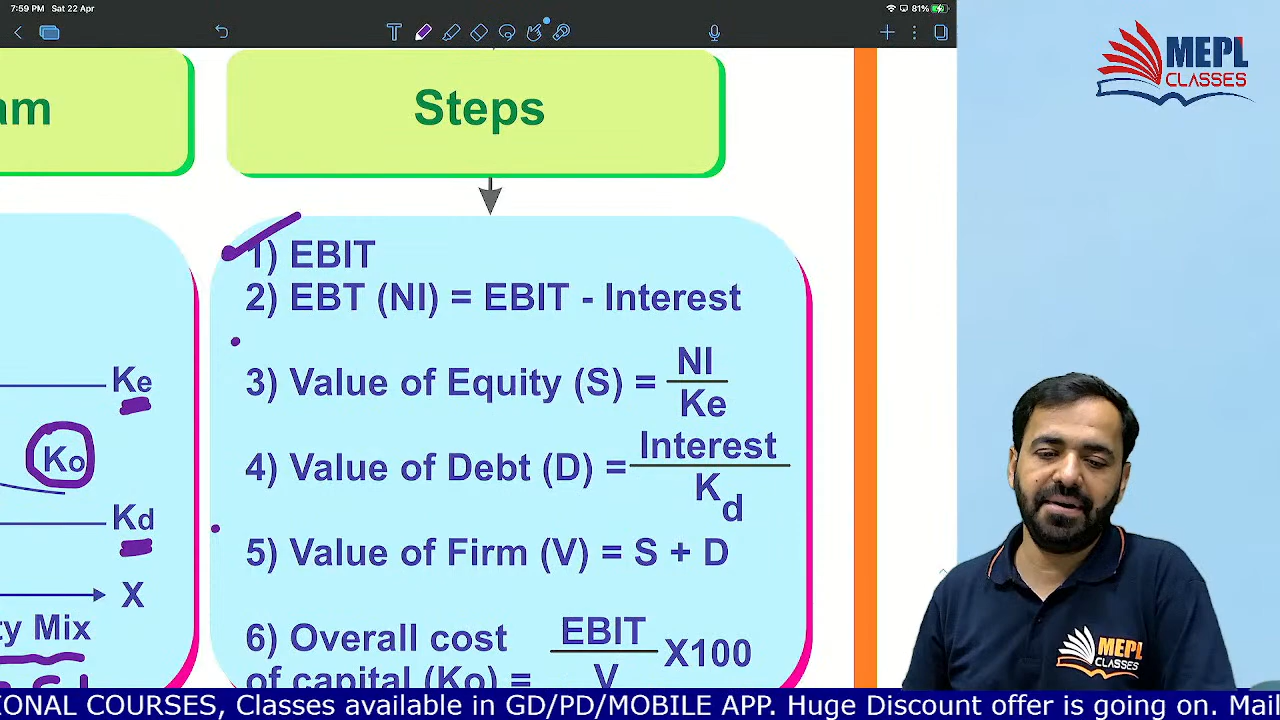 7:59 PM Sat 22 Apr
81%
MEPL
CLASSES
am
Steps
1) EBIT
2) EBT (NI) = EBIT - Interest
3) Value of Equity (S) = NI
Ke
4) Value of Debt (D) = Interest
Kd
5) Value of Firm (V) = S + D
6) Overall cost EBIT X100
of capital (Ko) = V
Ke
Ko
Kd
X
ty Mix
MEPL
CLASSES
IONAL COURSES, Classes available in GD/PD/MOBILE APP. Huge Discount offer is going on. Mail